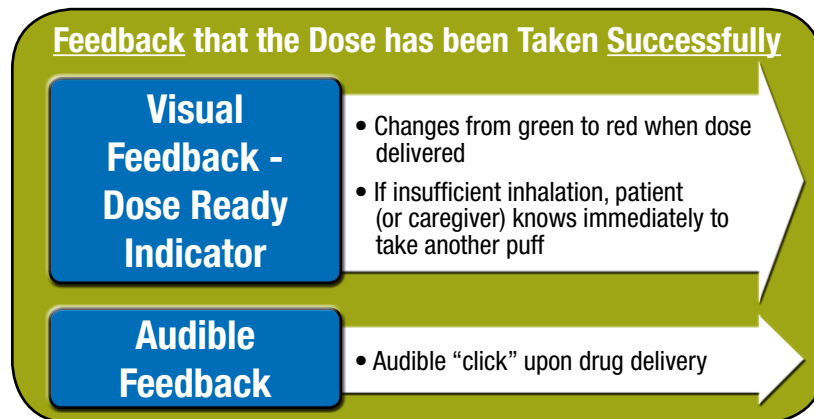 Feedback that the Dose has been Taken Successfully
Visual
Feedback -
Dose Ready
Indicator
• Changes from green to red when dose
delivered
• If insufficient inhalation, patient
(or caregiver) knows immediately to
take another puff
Audible
Feedback
• Audible “click” upon drug delivery